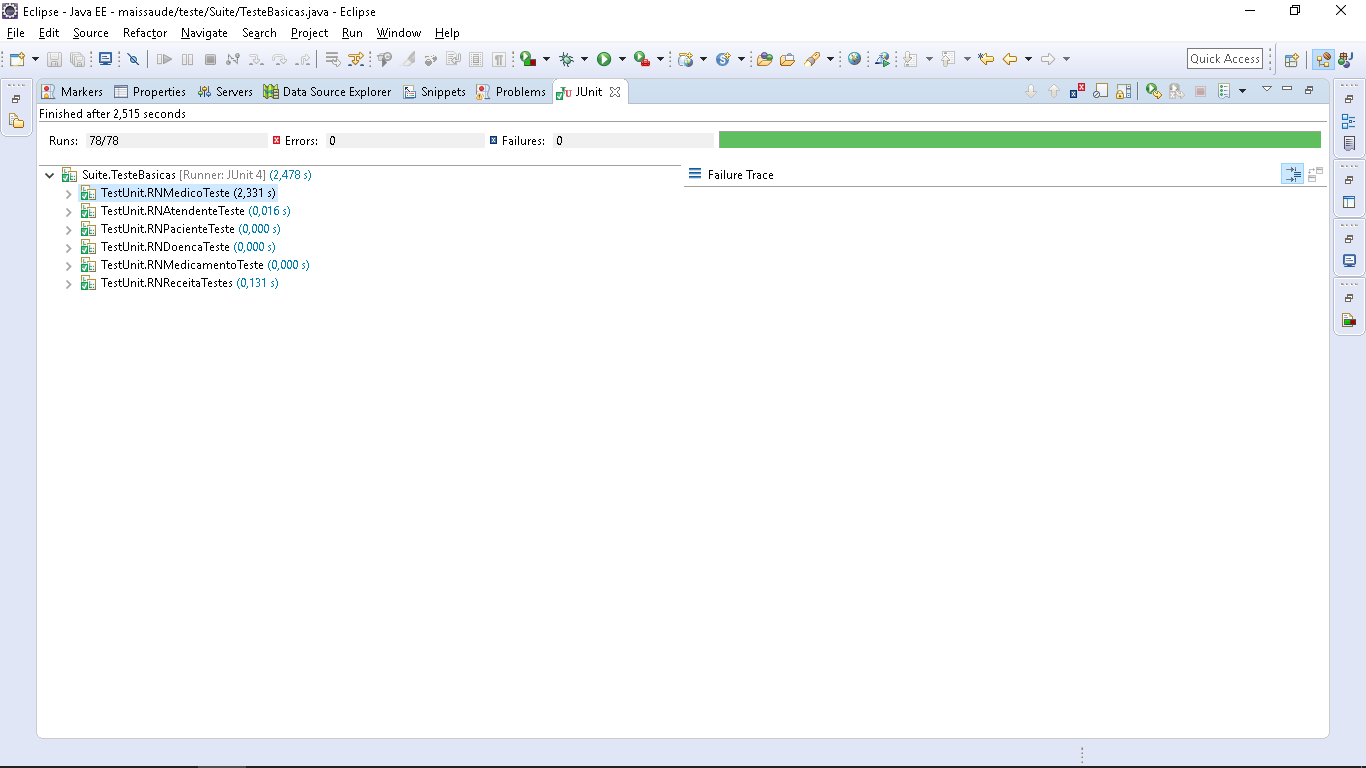 Eclipse - Java EE - maissaude/teste/Suite/TesteBasicas.java - Eclipse
File Edit Source Refactor Navigate Search Project Run Window Help
Quick Access
Markers Properties Servers Data Source Explorer Snippets Problems JUnit
Finished after 2,515 seconds
Runs: 78/78 Errors: 0 Failures: 0
Suite.TesteBasicas [Runner: JUnit 4] (2,478 s)
Failure Trace
TestUnit.RNMedicoTeste (2,331 s)
TestUnit.RNAtendenteTeste (0,016 s)
TestUnit.RNPacienteTeste (0,000 s)
TestUnit.RNDoencaTeste (0,000 s)
TestUnit.RNMedicamentoTeste (0,000 s)
TestUnit.RNReceitaTestes (0,131 s)